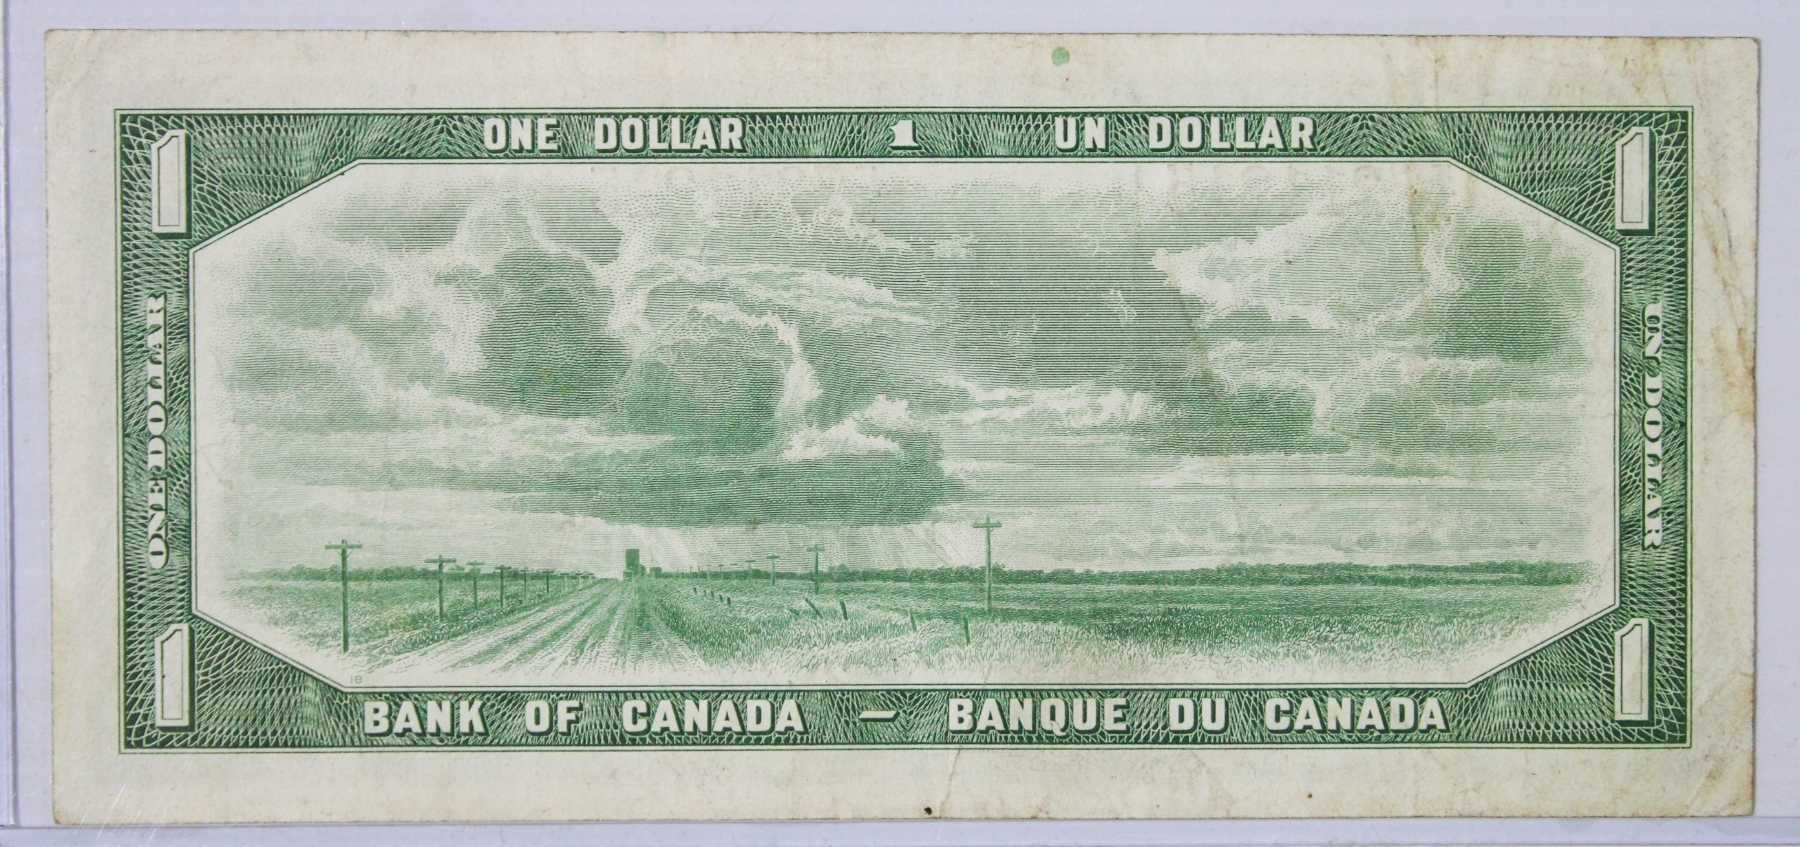 ONE DOLLAR 1 UN DOLLAR
1
1
ONE DOLLAR
UN DOLLAR
1
1
18
BANK OF CANADA — BANQUE DU CANADA